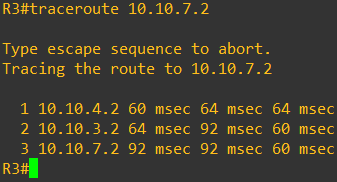 R3#traceroute 10.10.7.2
Type escape sequence to abort.
Tracing the route to 10.10.7.2
1 10.10.4.2 60 msec 64 msec 64 msec
2 10.10.3.2 64 msec 92 msec 60 msec
3 10.10.7.2 92 msec 92 msec 60 msec
R3#